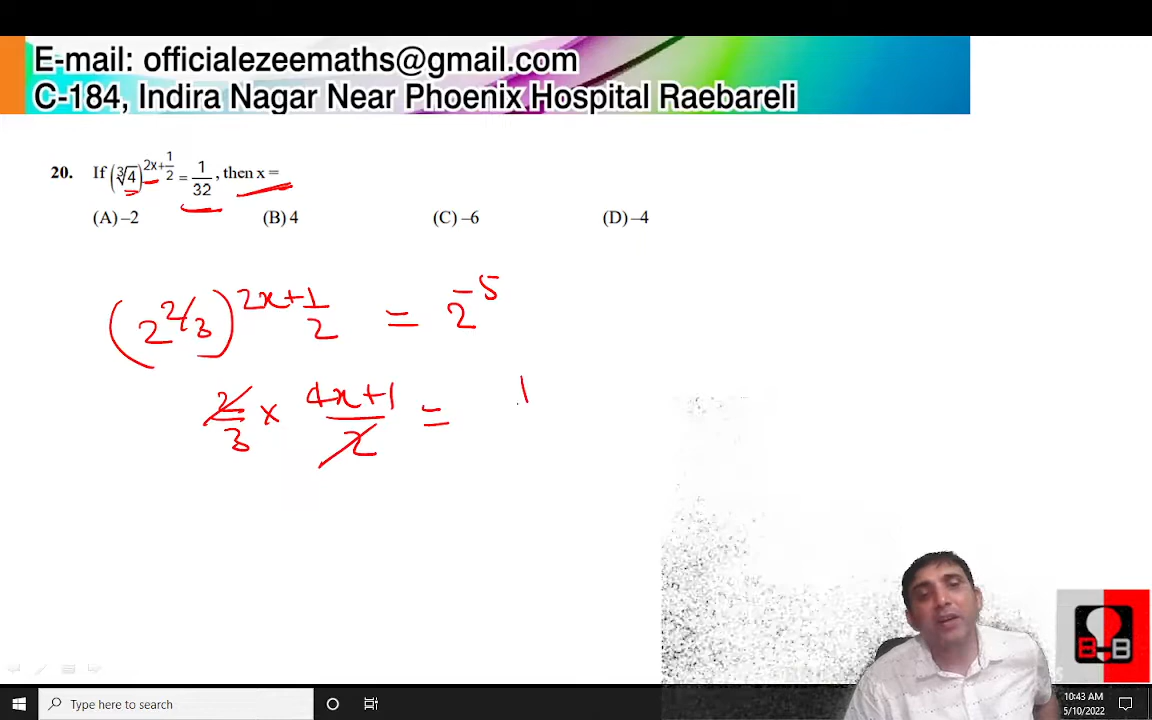 E-mail: officialezeemaths@gmail.com
C-184, Indira Nagar Near Phoenix Hospital Raebareli
20. If (∛4)^(2x+1/2) = 1/32, then x =
(A) –2 (B) 4 (C) –6 (D) –4
(2^(2/3))^(2x+1/2) = 2^-5
2/3 × (4x+1)/2 =
B B
Type here to search
10:43 AM
5/10/2022